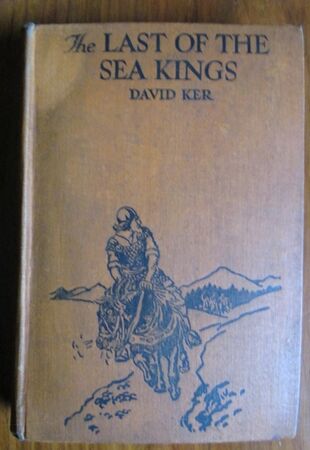 The LAST OF THE
SEA KINGS
DAVID KER